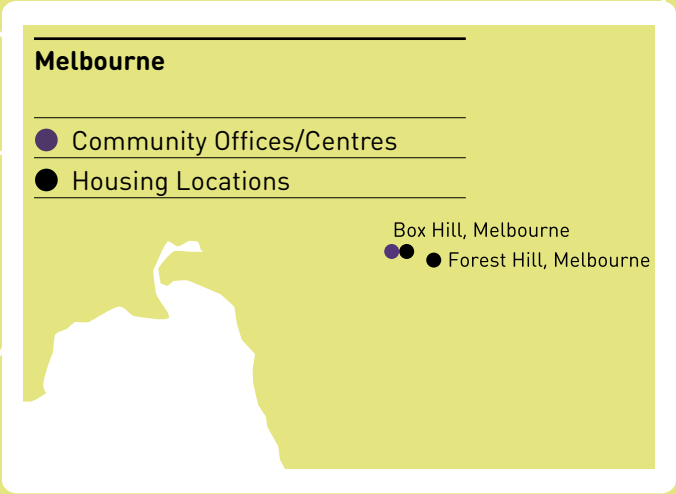 Melbourne
Community Offices/Centres
Housing Locations
Box Hill, Melbourne
Forest Hill, Melbourne